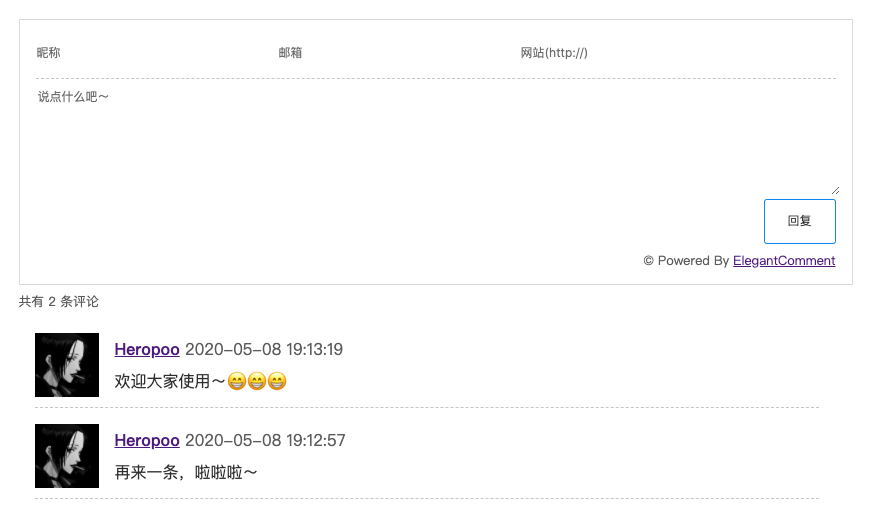 昵称 邮箱 网站(http://)
说点什么吧～
回复
© Powered By ElegantComment
共有 2 条评论
Heropoo 2020-05-08 19:13:19
欢迎大家使用～😁😁😁
Heropoo 2020-05-08 19:12:57
再来一条，啦啦啦～